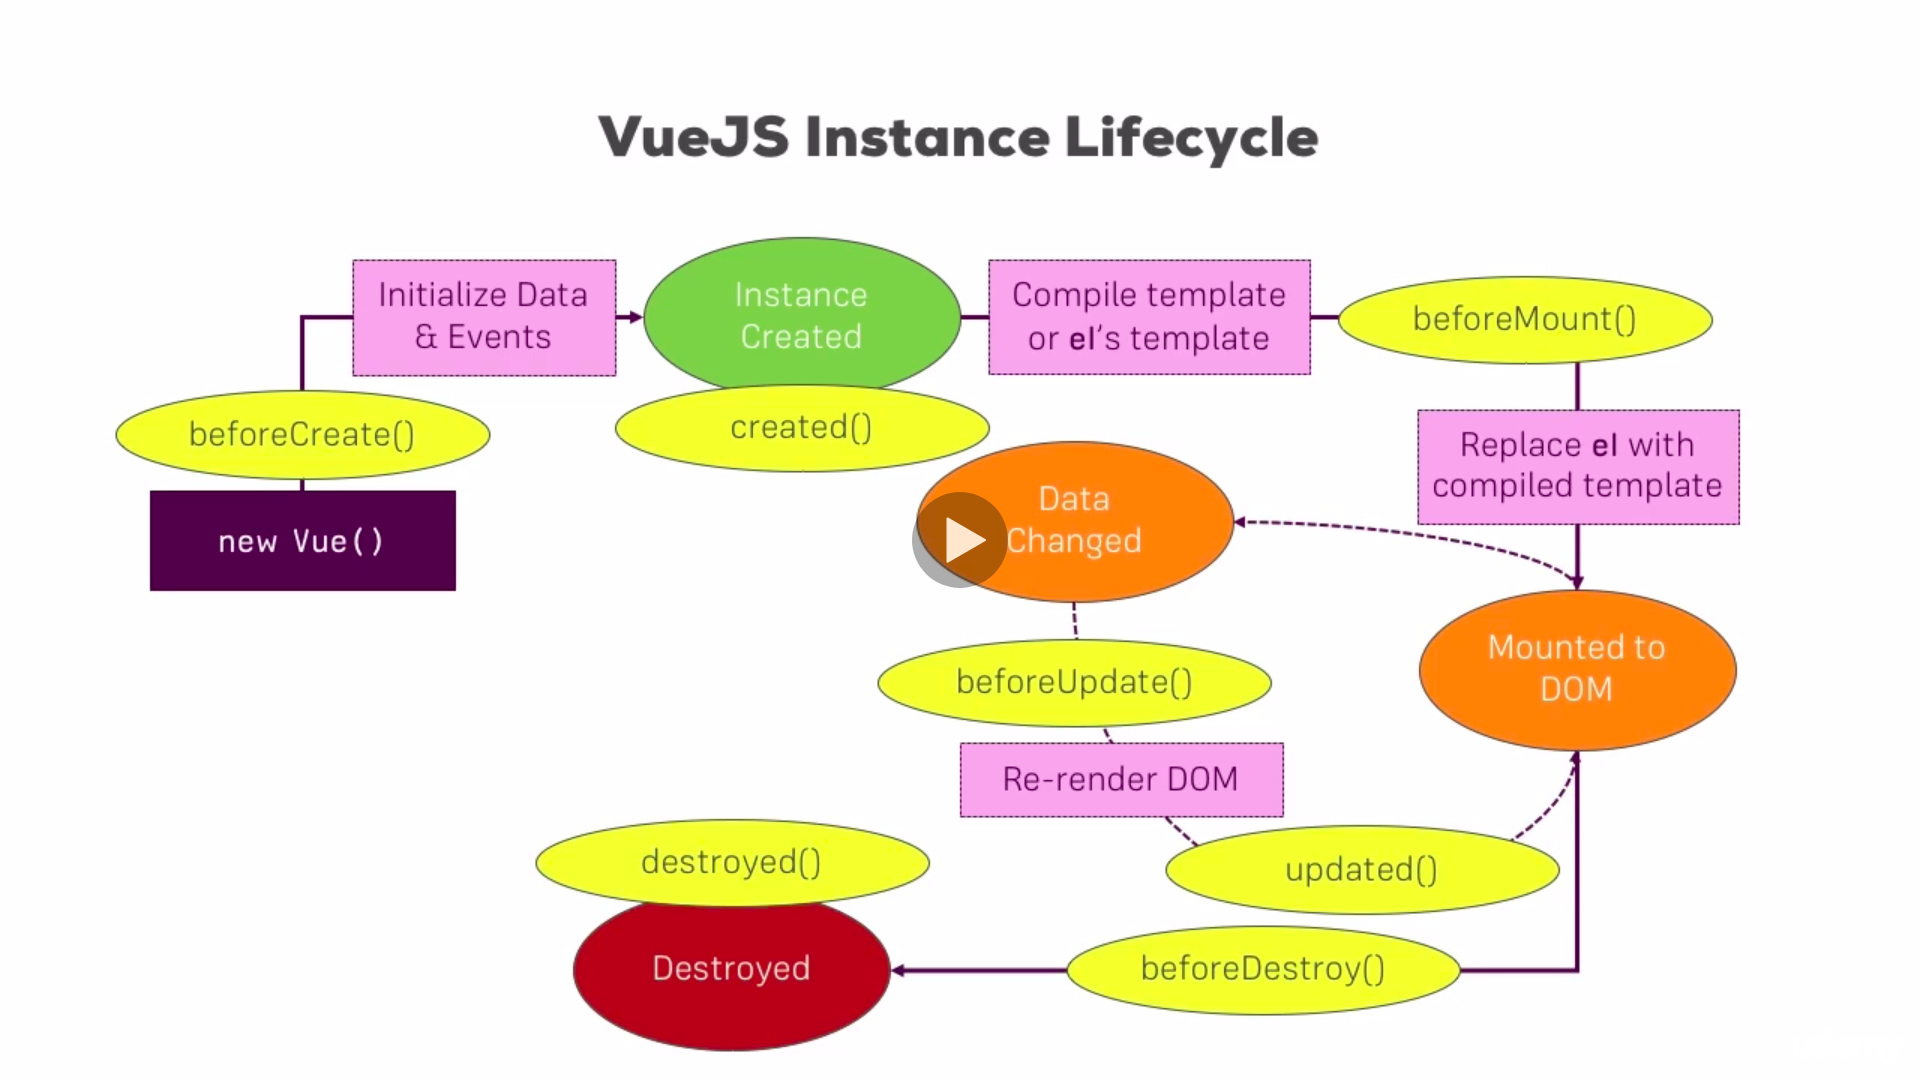 VueJS Instance Lifecycle
Initialize Data
& Events
Instance
Created
Compile template
or el's template
beforeMount()
beforeCreate()
created()
Replace el with
compiled template
new Vue()
Data
Changed
Mounted to
DOM
beforeUpdate()
Re-render DOM
destroyed()
updated()
Destroyed
beforeDestroy()